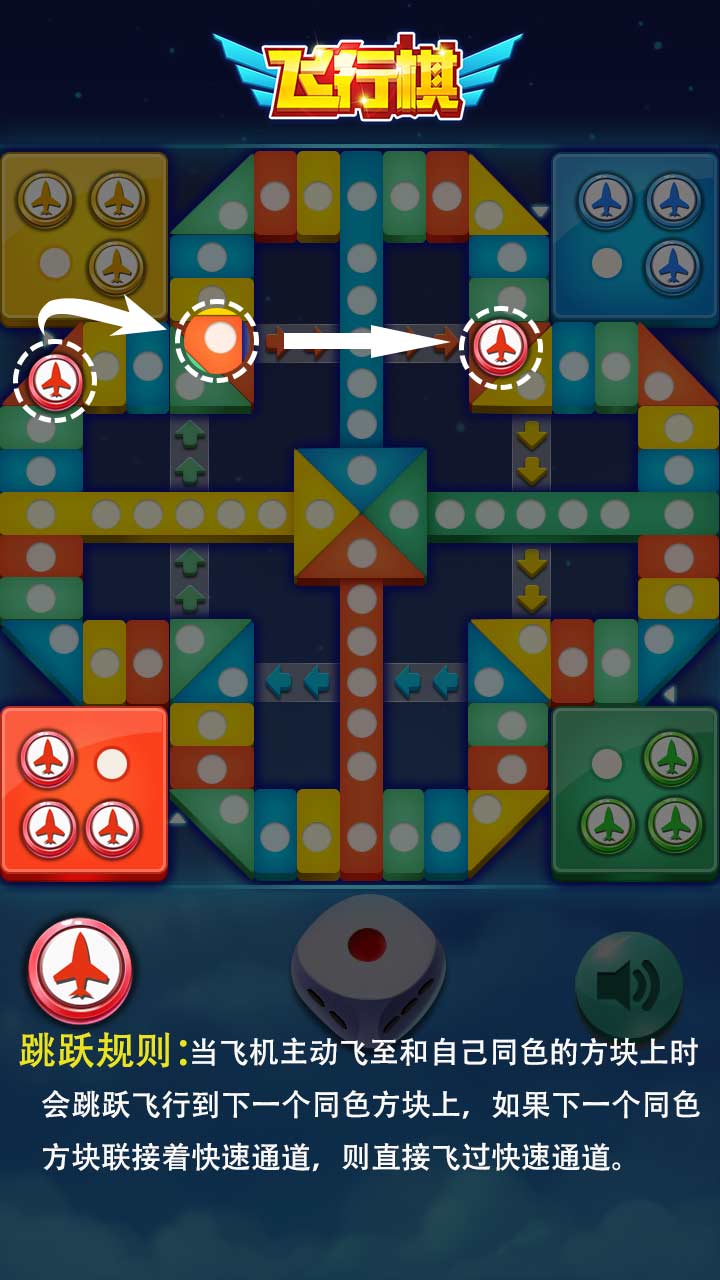 飞行棋
跳跃规则:当飞机主动飞至和自己同色的方块上时
会跳跃飞行到下一个同色方块上，如果下一个同色
方块联接着快速通道，则直接飞过快速通道。